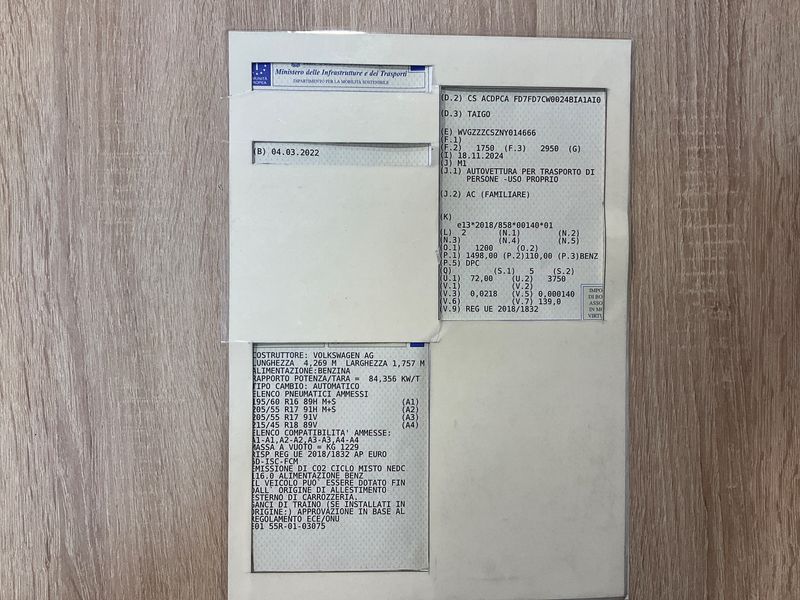 Ministero delle Infrastrutture e dei Trasporti
DIPARTIMENTO PER LA MOBILITÀ SOSTENIBILE
(B) 04.03.2022
(D.2) CS ACDPCA FD7FD7CW0024BIA1AI0
(D.3) TAIGO
(E) WVGZZZCSZNY014666
(F.1)
(F.2) 1750 (F.3) 2950 (G)
(I) 18.11.2024
(J) M1
(J.1) AUTOVETTURA PER TRASPORTO DI
PERSONE -USO PROPRIO
(J.2) AC (FAMILIARE)
(K)
e13*2018/858*00140*01
(L) 2 (N.1) (N.2)
(N.3) (N.4) (N.5)
(O.1) 1200 (O.2)
(P.1) 1498,00 (P.2)110,00 (P.3)BENZ
(P.5) DPC
(Q) (S.1) 5 (S.2)
(U.1) 72,00 (U.2) 3750
(V.1) (V.2)
(V.3) 0,0218 (V.5) 0,000140
(V.6) (V.7) 139,0
(V.9) REG UE 2018/1832
IMPO
DI BO
ASSO
IN MO
VIRTU
COSTRUTTORE: VOLKSWAGEN AG
LUNGHEZZA 4,269 M LARGHEZZA 1,757 M
ALIMENTAZIONE:BENZINA
RAPPORTO POTENZA/TARA = 84,356 KW/T
TIPO CAMBIO: AUTOMATICO
ELENCO PNEUMATICI AMMESSI
195/60 R16 89H M+S (A1)
205/55 R17 91H M+S (A2)
205/55 R17 91V (A3)
215/45 R18 89V (A4)
ELENCO COMPATIBILITA' AMMESSE:
A1-A1,A2-A2,A3-A3,A4-A4
MASSA A VUOTO = KG 1229
RISP REG UE 2018/1832 AP EURO
6D-ISC-FCM
EMISSIONE DI CO2 CICLO MISTO NEDC
116.0 ALIMENTAZIONE BENZ
IL VEICOLO PUO' ESSERE DOTATO FIN
DALL' ORIGINE DI ALLESTIMENTO
ESTERNO DI CARROZZERIA.
GANCI DI TRAINO (SE INSTALLATI IN
ORIGINE:) APPROVAZIONE IN BASE AL
REGOLAMENTO ECE/ONU
E01 55R-01-03075